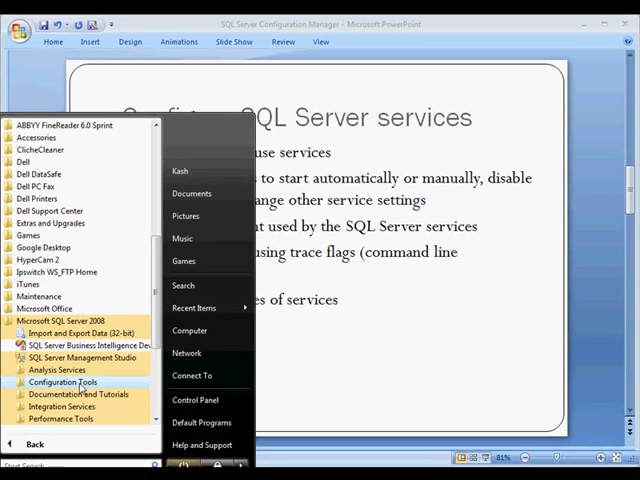 SQL Server Configuration Manager - Microsoft PowerPoint
Home Insert Design Animations Slide Show Review View
SQL Server services
use services
s to start automatically or manually, disable
ange other service settings
nt used by the SQL Server services
using trace flags (command line
es of services
ABBYY FineReader 6.0 Sprint
Accessories
ClicheCleaner
Dell
Dell DataSafe
Dell PC Fax
Dell Printers
Dell Support Center
Extras and Upgrades
Games
Google Desktop
HyperCam 2
Ipswitch WS_FTP Home
iTunes
Maintenance
Microsoft Office
Microsoft SQL Server 2008
Import and Export Data (32-bit)
SQL Server Business Intelligence Dev
SQL Server Management Studio
Analysis Services
Configuration Tools
Documentation and Tutorials
Integration Services
Performance Tools
Back
Start Search
Kash
Documents
Pictures
Music
Games
Search
Recent Items
Computer
Network
Connect To
Control Panel
Default Programs
Help and Support
81%